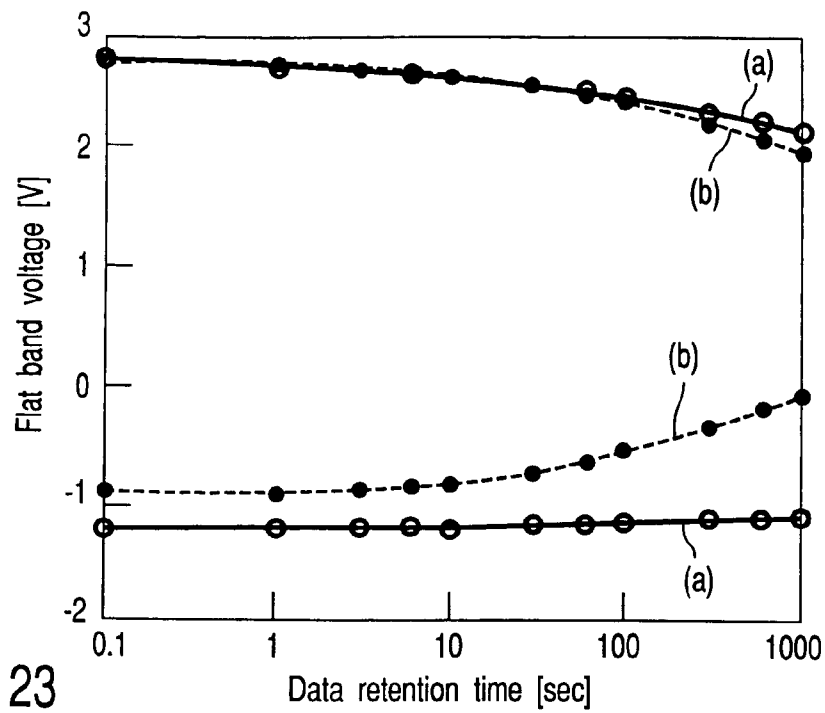 3
2
1
0
-1
-2
Flat band voltage [V]
(a)
(b)
(b)
(a)
0.1 1 10 100 1000
Data retention time [sec]
23